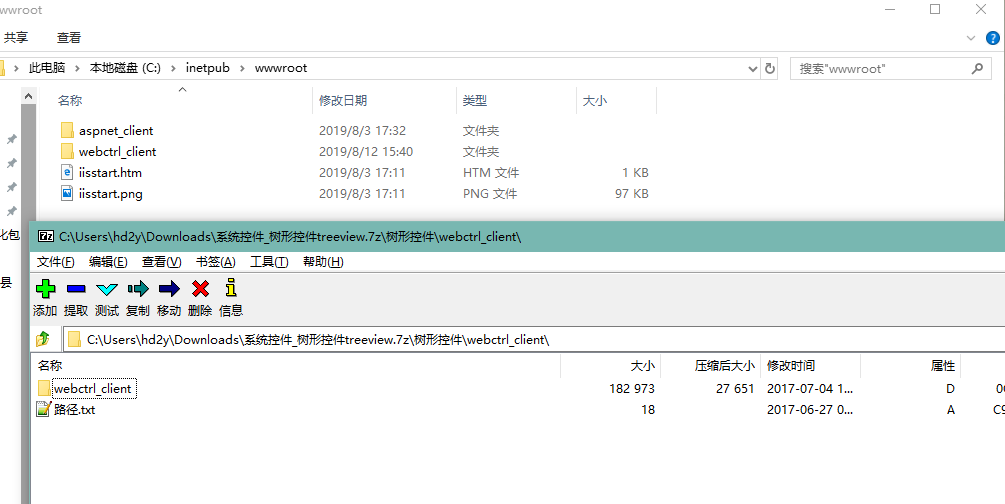 wwroot
共享 查看
此电脑 > 本地磁盘 (C:) > inetpub > wwwroot 搜索"wwwroot"
名称 修改日期 类型 大小
aspnet_client 2019/8/3 17:32 文件夹
webctrl_client 2019/8/12 15:40 文件夹
iisstart.htm 2019/8/3 17:11 HTM 文件 1 KB
iisstart.png 2019/8/3 17:11 PNG 文件 97 KB
化包
县
7z C:\Users\hd2y\Downloads\系统控件_树形控件treeview.7z\树形控件\webctrl_client\
文件(F) 编辑(E) 查看(V) 书签(A) 工具(T) 帮助(H)
添加 提取 测试 复制 移动 删除 信息
C:\Users\hd2y\Downloads\系统控件_树形控件treeview.7z\树形控件\webctrl_client\
名称 大小 压缩后大小 修改时间 属性
webctrl_client 182 973 27 651 2017-07-04 1... D 0
路径.txt 18 2017-06-27 0... A C9